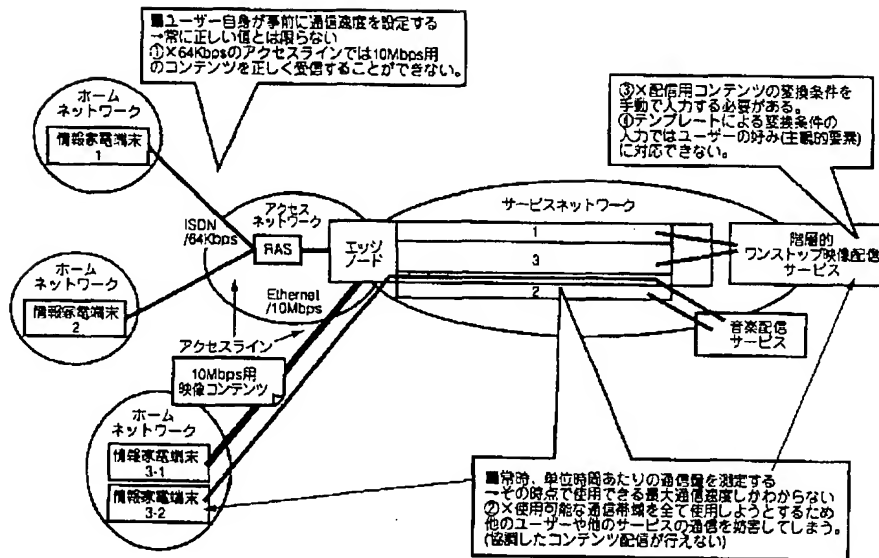 ■ユーザー自身が事前に通信速度を設定する
→常に正しい値とは限らない
①×64Kbpsのアクセスラインでは10Mbps用
のコンテンツを正しく受信することができない。
③×配信用コンテンツの変換条件を
手動で入力する必要がある。
④テンプレートによる変換条件の
入力ではユーザーの好み(主観的要素)
に対応できない。
ホーム
ネットワーク
情報家電端末
1
ISDN
/64Kbps
アクセス
ネットワーク
RAS
エッジ
ノード
サービスネットワーク
1
3
2
階層的
ワンストップ映像配信
サービス
ホーム
ネットワーク
情報家電端末
2
Ethernet
/10Mbps
音楽配信
サービス
アクセスライン
10Mbps用
映像コンテンツ
ホーム
ネットワーク
情報家電端末
3-1
情報家電端末
3-2
■常時、単位時間あたりの通信量を測定する
→その時点で使用できる最大通信速度しかわからない
②×使用可能な通信帯域を全て使用しようとするため
他のユーザーや他のサービスの通信を妨害してしまう。
(協調したコンテンツ配信が行えない)